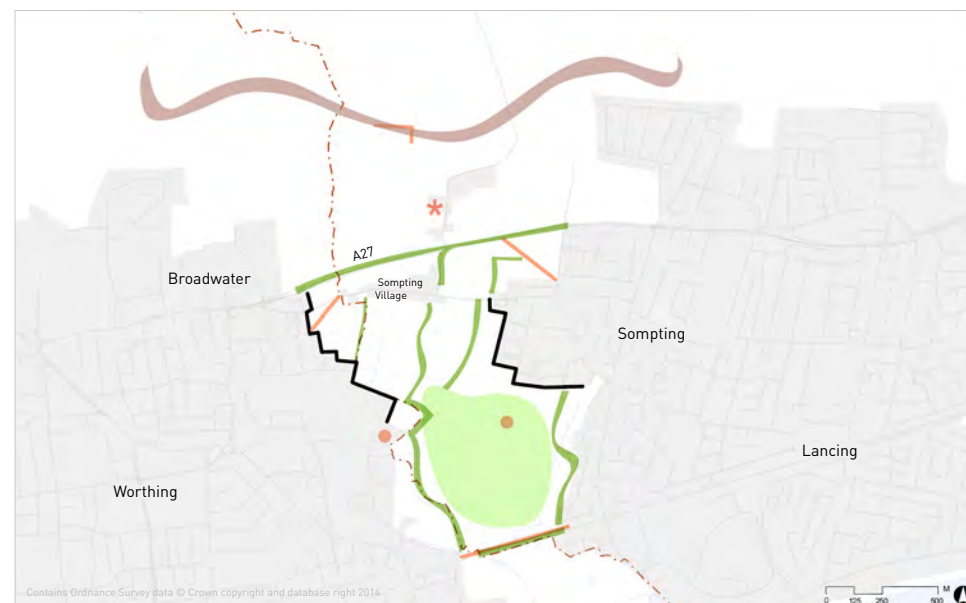 A27
Broadwater
Sompting
Village
Sompting
Lancing
Worthing
Contains Ordnance Survey data © Crown copyright and database right 2014
M
0 125 250 500